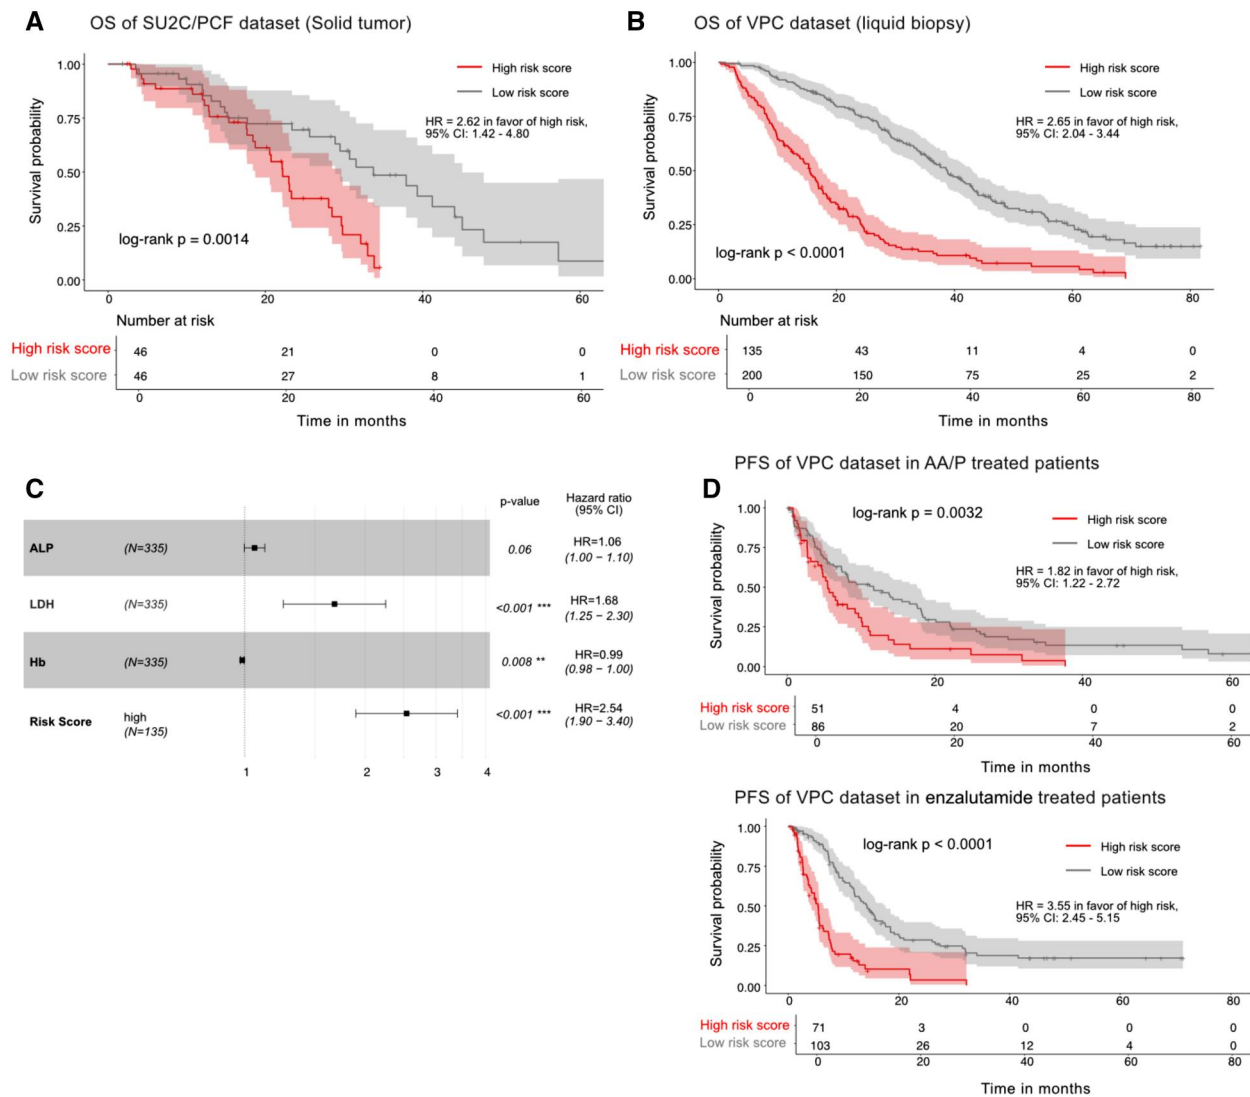 A
OS of SU2C/PCF dataset (Solid tumor)
Survival probability
1.00
0.75
0.50
0.25
0.00
High risk score
Low risk score
HR = 2.62 in favor of high risk,
95% CI: 1.42 - 4.80
log-rank p = 0.0014
0 20 40 60
Number at risk
High risk score 46 21 0 0
Low risk score 46 27 8 1
0 20 40 60
Time in months
B
OS of VPC dataset (liquid biopsy)
Survival probability
1.00
0.75
0.50
0.25
0.00
High risk score
Low risk score
HR = 2.65 in favor of high risk,
95% CI: 2.04 - 3.44
log-rank p < 0.0001
0 20 40 60 80
Number at risk
High risk score 135 43 11 4 0
Low risk score 200 150 75 25 2
0 20 40 60 80
Time in months
C
p-value Hazard ratio
(95% CI)
ALP (N=335) 0.06 HR=1.06
(1.00 − 1.10)
LDH (N=335) <0.001 *** HR=1.68
(1.25 − 2.30)
Hb (N=335) 0.008 ** HR=0.99
(0.98 − 1.00)
Risk Score high
(N=135) <0.001 *** HR=2.54
(1.90 − 3.40)
1 2 3 4
PFS of VPC dataset in AA/P treated patients
D
Survival probability
1.00
0.75
0.50
0.25
0.00
log-rank p = 0.0032
High risk score
Low risk score
HR = 1.82 in favor of high risk,
95% CI: 1.22 - 2.72
0 20 40 60
High risk score 51 4 0 0
Low risk score 86 20 7 2
0 20 40 60
Time in months
PFS of VPC dataset in enzalutamide treated patients
Survival probability
1.00
0.75
0.50
0.25
0.00
log-rank p < 0.0001
High risk score
Low risk score
HR = 3.55 in favor of high risk,
95% CI: 2.45 - 5.15
0 20 40 60 80
High risk score 71 3 0 0 0
Low risk score 103 26 12 4 0
0 20 40 60 80
Time in months